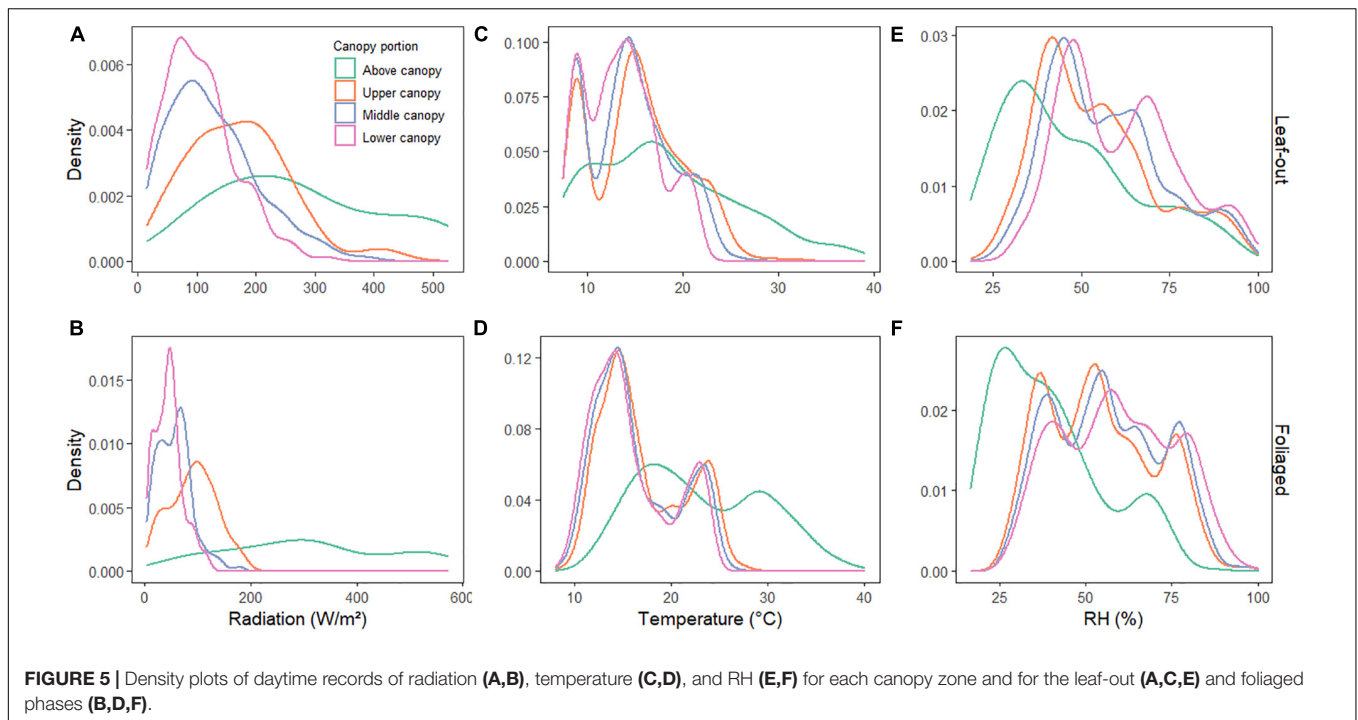 A
Density
0.006
0.004
0.002
0.000
0
100
200
300
400
500
Canopy portion
Above canopy
Upper canopy
Middle canopy
Lower canopy
C
0.100
0.075
0.050
0.025
0.000
10
20
30
40
E
0.03
0.02
0.01
0.00
25
50
75
100
Leaf-out
B
Density
0.015
0.010
0.005
0.000
0
200
400
600
Radiation (W/m²)
D
0.12
0.08
0.04
0.00
10
20
30
40
Temperature (°C)
F
0.02
0.01
0.00
25
50
75
100
RH (%)
Foliaged
FIGURE 5 | Density plots of daytime records of radiation (A,B), temperature (C,D), and RH (E,F) for each canopy zone and for the leaf-out (A,C,E) and foliaged
phases (B,D,F).